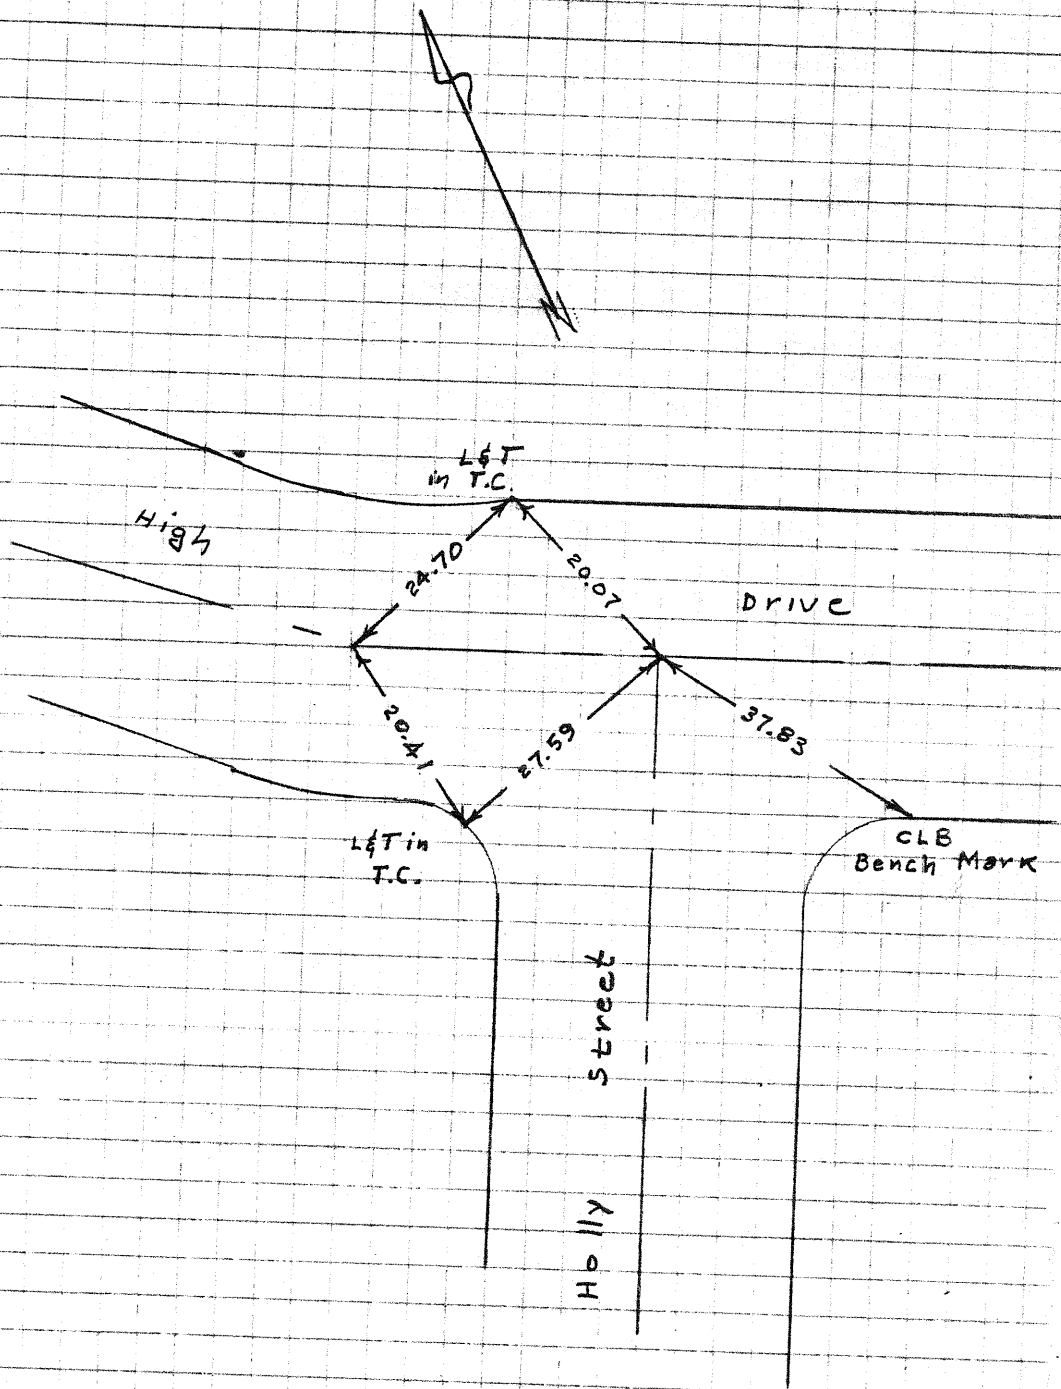 L&T
in T.C.
High
24.70
20.07
Drive
20.41
27.59
37.83
L&T in
T.C.
CLB
Bench Mark
Holly Street